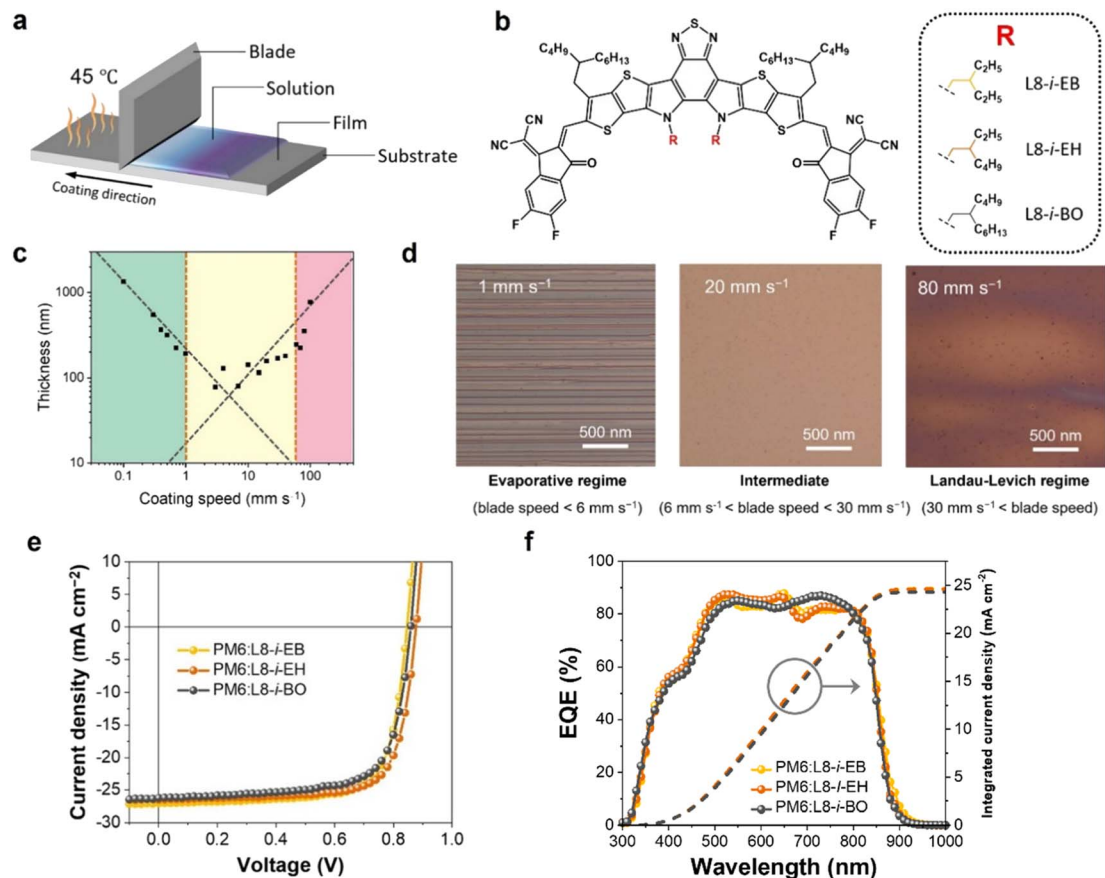 a
Blade
45 °C
Solution
Film
Substrate
Coating direction
b
N S N
C4H9
C6H13
C4H9
C6H13
S S S S
N N
R R
CN
NC
CN
NC
O O
F F F F
R
C2H5
C2H5
L8-i-EB
C2H5
C4H9
L8-i-EH
C4H9
C6H13
L8-i-BO
c
Thickness (nm)
1000
100
10
0.1 1 10 100
Coating speed (mm s⁻¹)
d
1 mm s⁻¹
500 nm
Evaporative regime
(blade speed < 6 mm s⁻¹)
20 mm s⁻¹
500 nm
Intermediate
(6 mm s⁻¹ < blade speed < 30 mm s⁻¹)
80 mm s⁻¹
500 nm
Landau-Levich regime
(30 mm s⁻¹ < blade speed)
e
Current density (mA cm⁻²)
10
5
0
-5
-10
-15
-20
-25
-30
PM6:L8-i-EB
PM6:L8-i-EH
PM6:L8-i-BO
0.0 0.2 0.4 0.6 0.8 1.0
Voltage (V)
f
EQE (%)
100
80
60
40
20
0
PM6:L8-i-EB
PM6:L8-I-EH
PM6:L8-i-BO
25
20
15
10
5
0
Integrated current density (mA cm⁻²)
300 400 500 600 700 800 900 1000
Wavelength (nm)